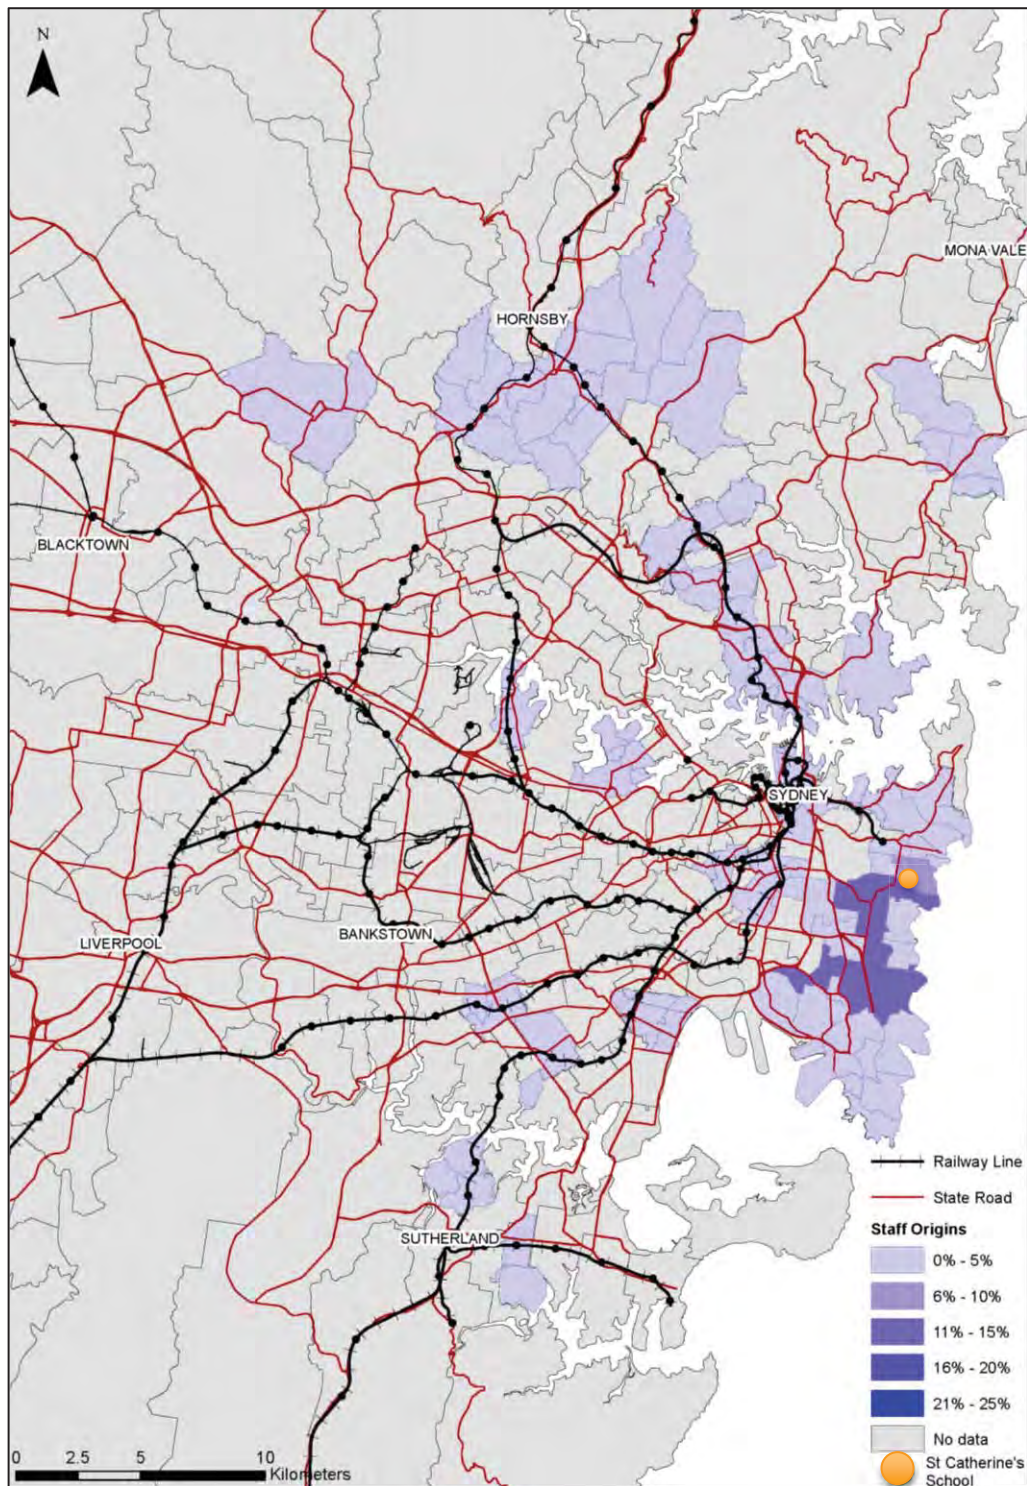 N
MONA VALE
HORNSBY
BLACKTOWN
SYDNEY
LIVERPOOL
BANKSTOWN
SUTHERLAND
Railway Line
State Road
Staff Origins
0% - 5%
6% - 10%
11% - 15%
16% - 20%
21% - 25%
No data
St Catherine's
School
0 2.5 5 10
Kilometers